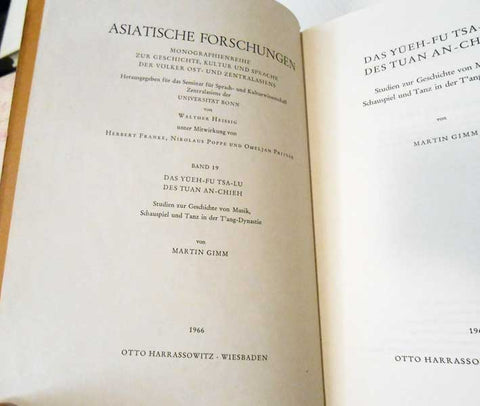 ASIATISCHE FORSCHUNGEN
MONOGRAPHIENREIHE
ZUR GESCHICHTE, KULTUR UND SPRACHE
DER VÖLKER OST- UND ZENTRALASIENS
Herausgegeben für das Seminar für Sprach- und Kulturwissenschaft
Zentralasiens der
UNIVERSITÄT BONN
von
WALTHER HEISSIG
unter Mitwirkung von
HERBERT FRANKE, NIKOLAUS POPPE UND OMELJAN PRITSAK
BAND 19
DAS YÜEH-FU TSA-LU
DES TUAN AN-CHIEH
Studien zur Geschichte von Musik,
Schauspiel und Tanz in der T'ang-Dynastie
von
MARTIN GIMM
1966
OTTO HARRASSOWITZ · WIESBADEN
DAS YÜEH-FU TSA-
DES TUAN AN-CHIE
Studien zur Geschichte von M
Schauspiel und Tanz in der T'ang-D
von
MARTIN GIMM
196
OTTO HARRASSOWITZ